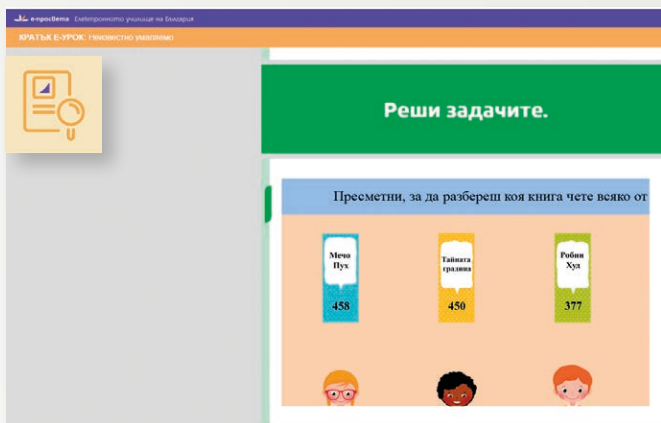 е-просвета Електронното училище на България
КРАТЪК Е-УРОК: Неизвестно умаляемо
Реши задачите.
Пресметни, за да разбереш коя книга чете всяко от
Мечо
Пух
458
Тайната
градина
450
Робин
Худ
377